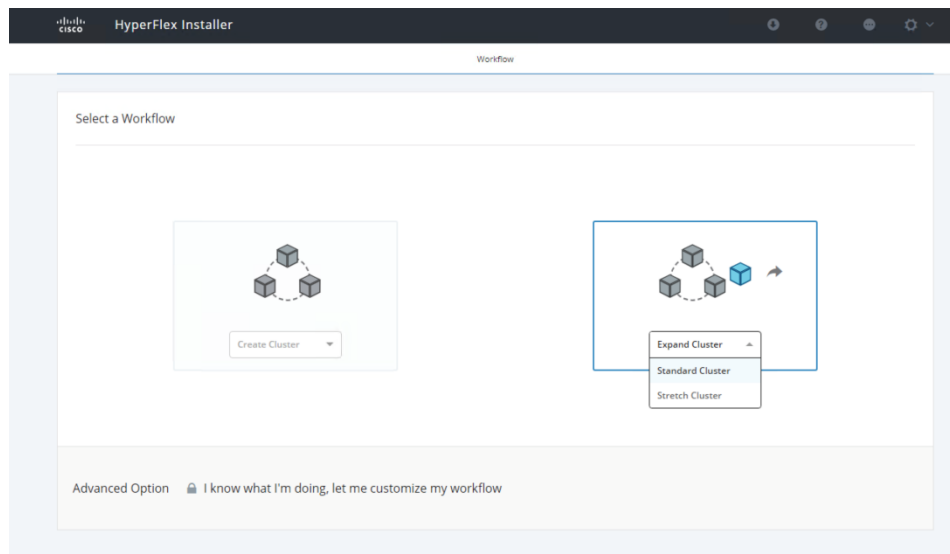 cisco HyperFlex Installer
Workflow
Select a Workflow
Create Cluster
Expand Cluster
Standard Cluster
Stretch Cluster
Advanced Option I know what I'm doing, let me customize my workflow